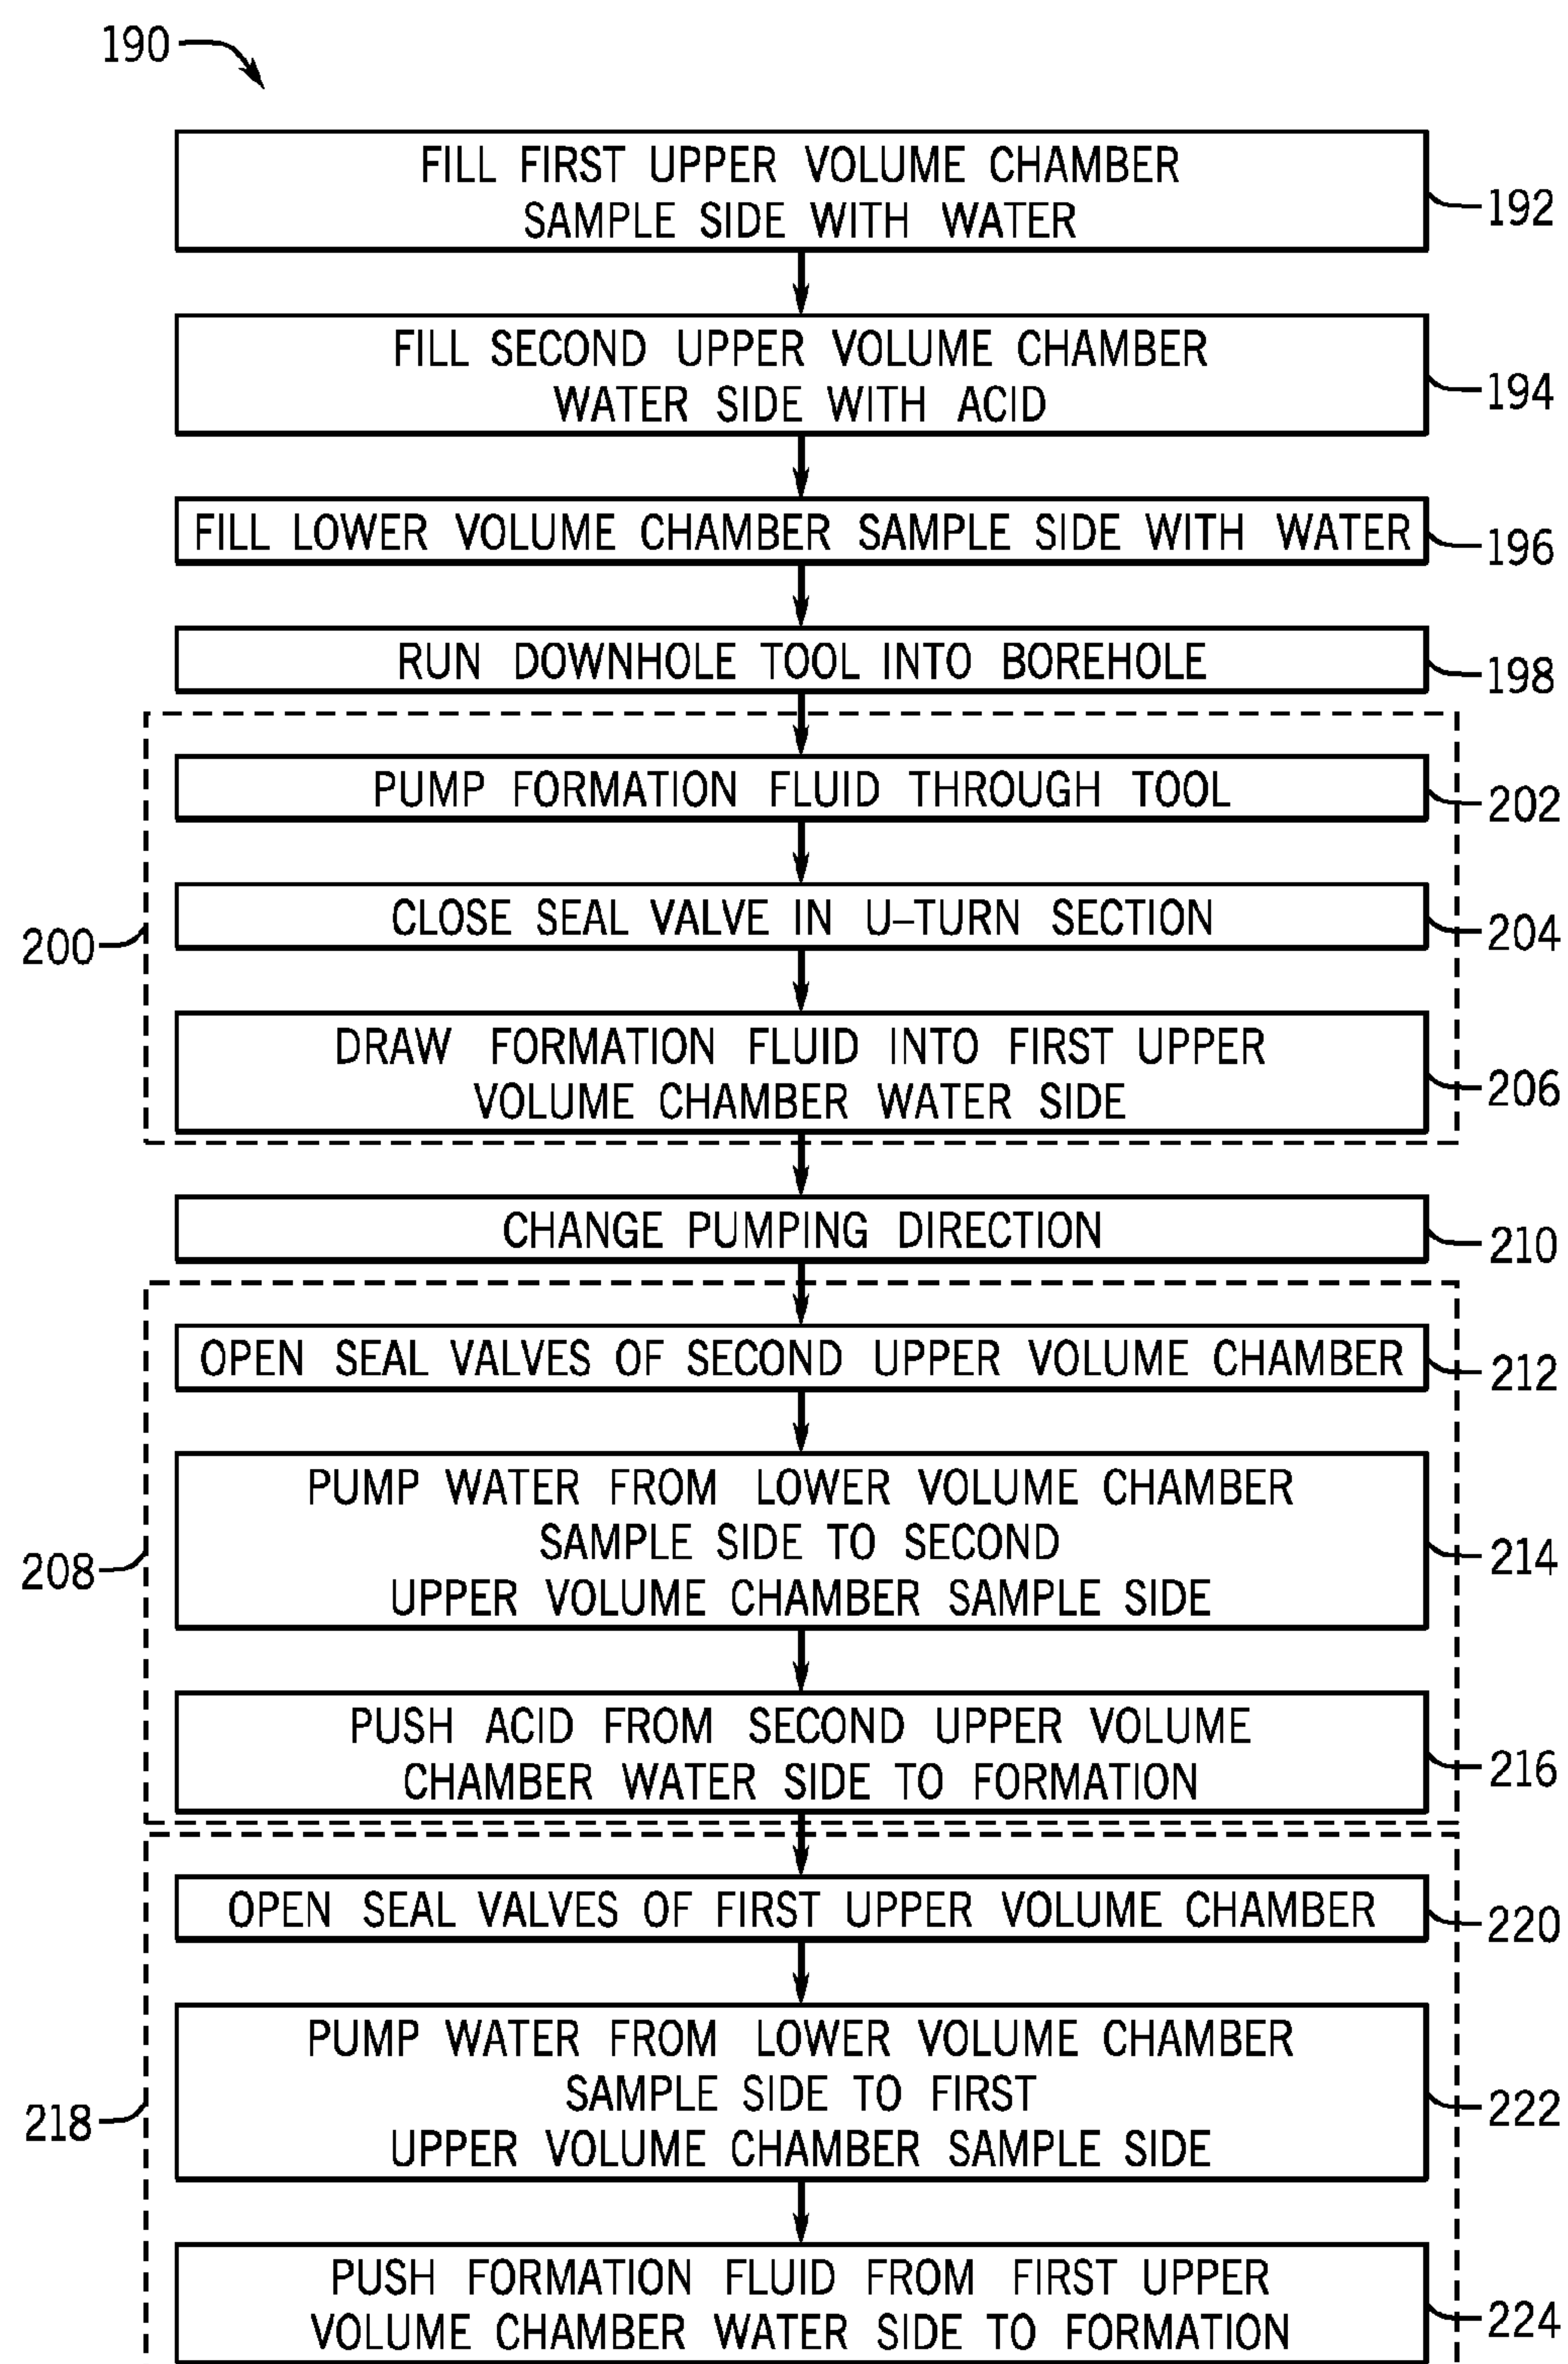 190
FILL FIRST UPPER VOLUME CHAMBER
SAMPLE SIDE WITH WATER
192
FILL SECOND UPPER VOLUME CHAMBER
WATER SIDE WITH ACID
194
FILL LOWER VOLUME CHAMBER SAMPLE SIDE WITH WATER
196
RUN DOWNHOLE TOOL INTO BOREHOLE
198
200
PUMP FORMATION FLUID THROUGH TOOL
202
CLOSE SEAL VALVE IN U-TURN SECTION
204
DRAW FORMATION FLUID INTO FIRST UPPER
VOLUME CHAMBER WATER SIDE
206
CHANGE PUMPING DIRECTION
210
208
OPEN SEAL VALVES OF SECOND UPPER VOLUME CHAMBER
212
PUMP WATER FROM LOWER VOLUME CHAMBER
SAMPLE SIDE TO SECOND
UPPER VOLUME CHAMBER SAMPLE SIDE
214
PUSH ACID FROM SECOND UPPER VOLUME
CHAMBER WATER SIDE TO FORMATION
216
218
OPEN SEAL VALVES OF FIRST UPPER VOLUME CHAMBER
220
PUMP WATER FROM LOWER VOLUME CHAMBER
SAMPLE SIDE TO FIRST
UPPER VOLUME CHAMBER SAMPLE SIDE
222
PUSH FORMATION FLUID FROM FIRST UPPER
VOLUME CHAMBER WATER SIDE TO FORMATION
224